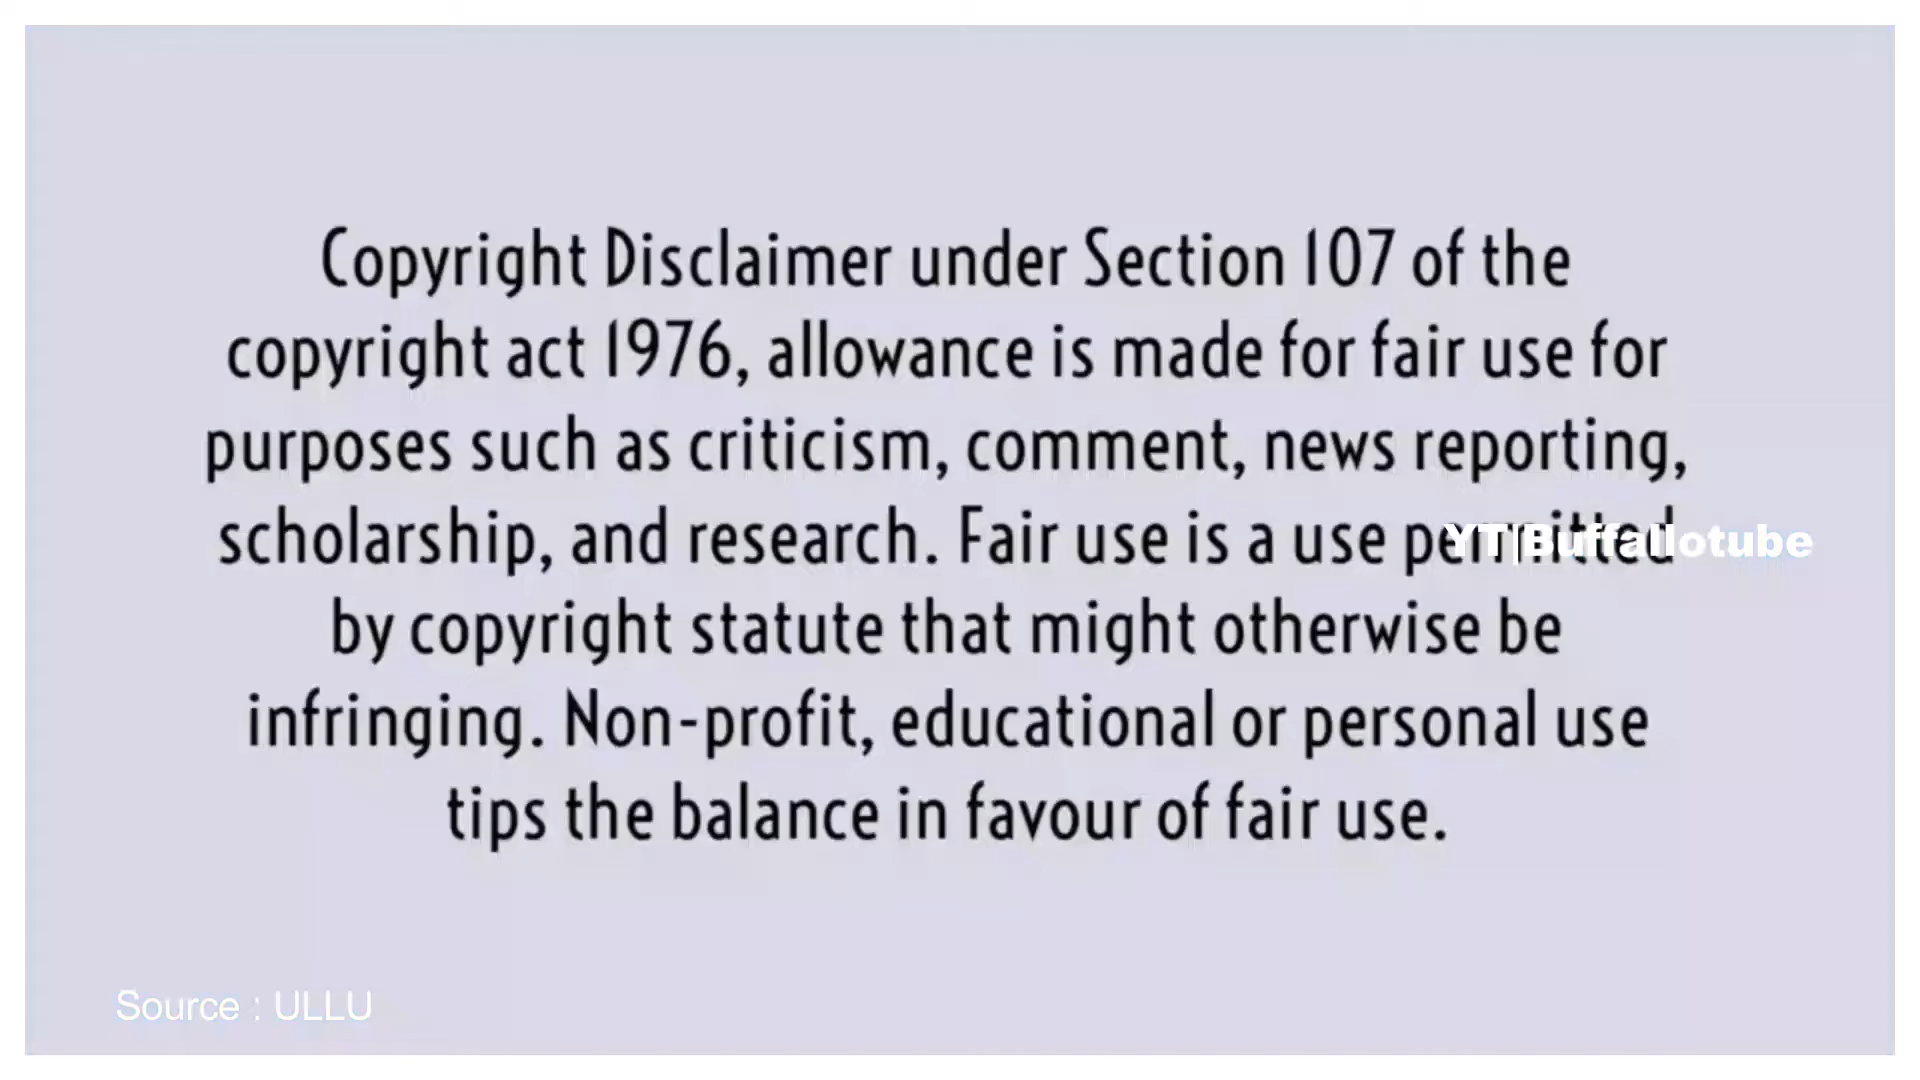 Copyright Disclaimer under Section 107 of the
copyright act 1976, allowance is made for fair use for
purposes such as criticism, comment, news reporting,
scholarship, and research. Fair use is a use permitted
YT|Buffallotube
by copyright statute that might otherwise be
infringing. Non-profit, educational or personal use
tips the balance in favour of fair use.
Source : ULLU